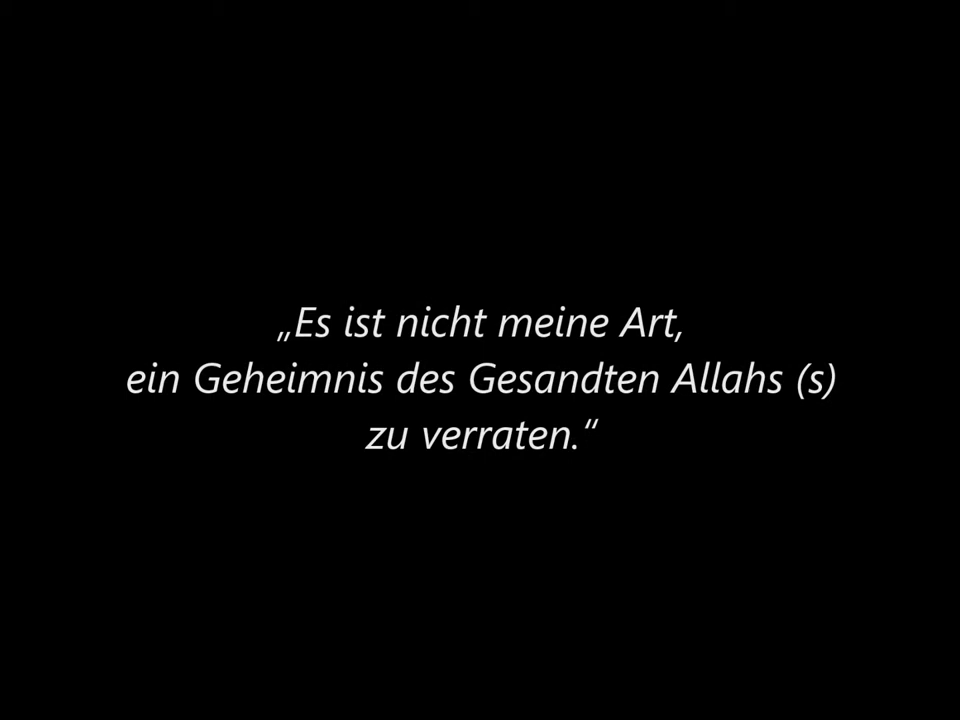 „Es ist nicht meine Art,
ein Geheimnis des Gesandten Allahs (s)
zu verraten.“